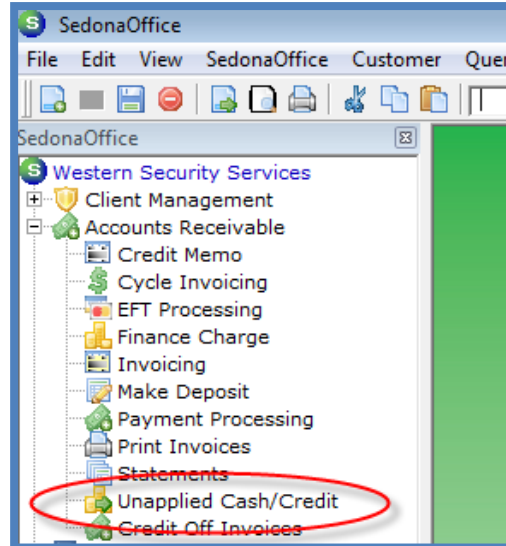 SedonaOffice
File Edit View SedonaOffice Customer Quer
SedonaOffice
Western Security Services
Client Management
Accounts Receivable
Credit Memo
Cycle Invoicing
EFT Processing
Finance Charge
Invoicing
Make Deposit
Payment Processing
Print Invoices
Statements
Unapplied Cash/Credit
Credit Off Invoices